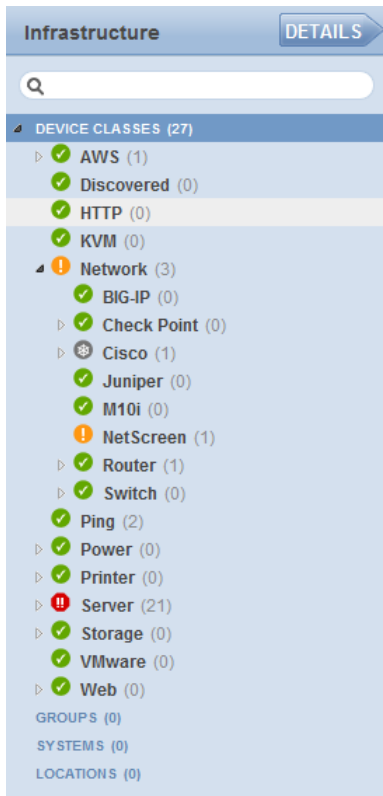 Infrastructure DETAILS
DEVICE CLASSES (27)
AWS (1)
Discovered (0)
HTTP (0)
KVM (0)
Network (3)
BIG-IP (0)
Check Point (0)
Cisco (1)
Juniper (0)
M10i (0)
NetScreen (1)
Router (1)
Switch (0)
Ping (2)
Power (0)
Printer (0)
Server (21)
Storage (0)
VMware (0)
Web (0)
GROUPS (0)
SYSTEMS (0)
LOCATIONS (0)